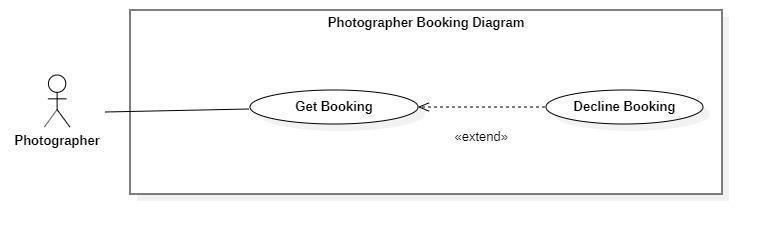 Photographer Booking Diagram
Get Booking
Decline Booking
Photographer
«extend»